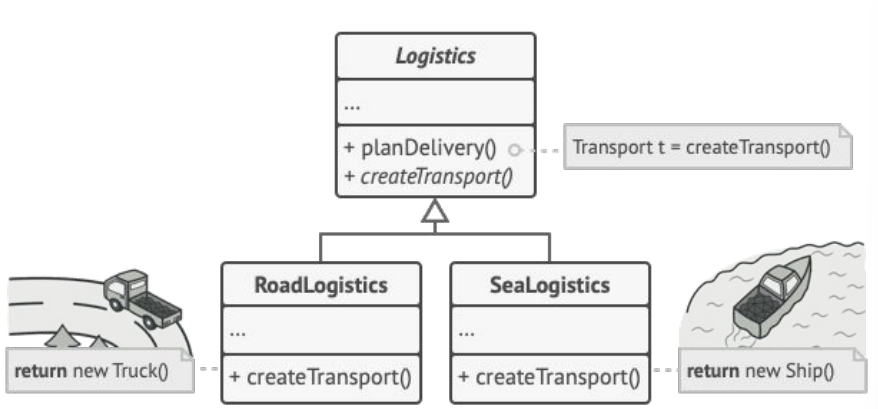 Logistics
...
+ planDelivery()
+ createTransport()
Transport t = createTransport()
RoadLogistics
...
+ createTransport()
SeaLogistics
...
+ createTransport()
return new Truck()
return new Ship()